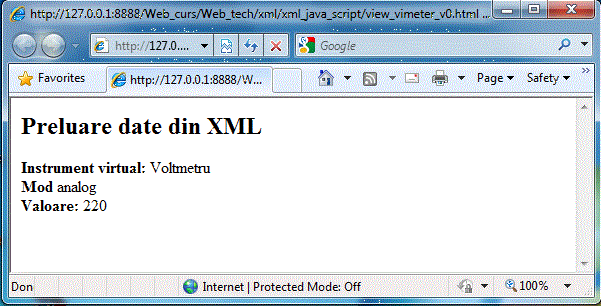 http://127.0.0.1:8888/Web_curs/Web_tech/xml/xml_java_script/view_vimeter_v0.html ...
http://127.0.... Google
Favorites http://127.0.0.1:8888/W... Page Safety »
Preluare date din XML
Instrument virtual: Voltmetru
Mod analog
Valoare: 220
Don Internet | Protected Mode: Off 100%